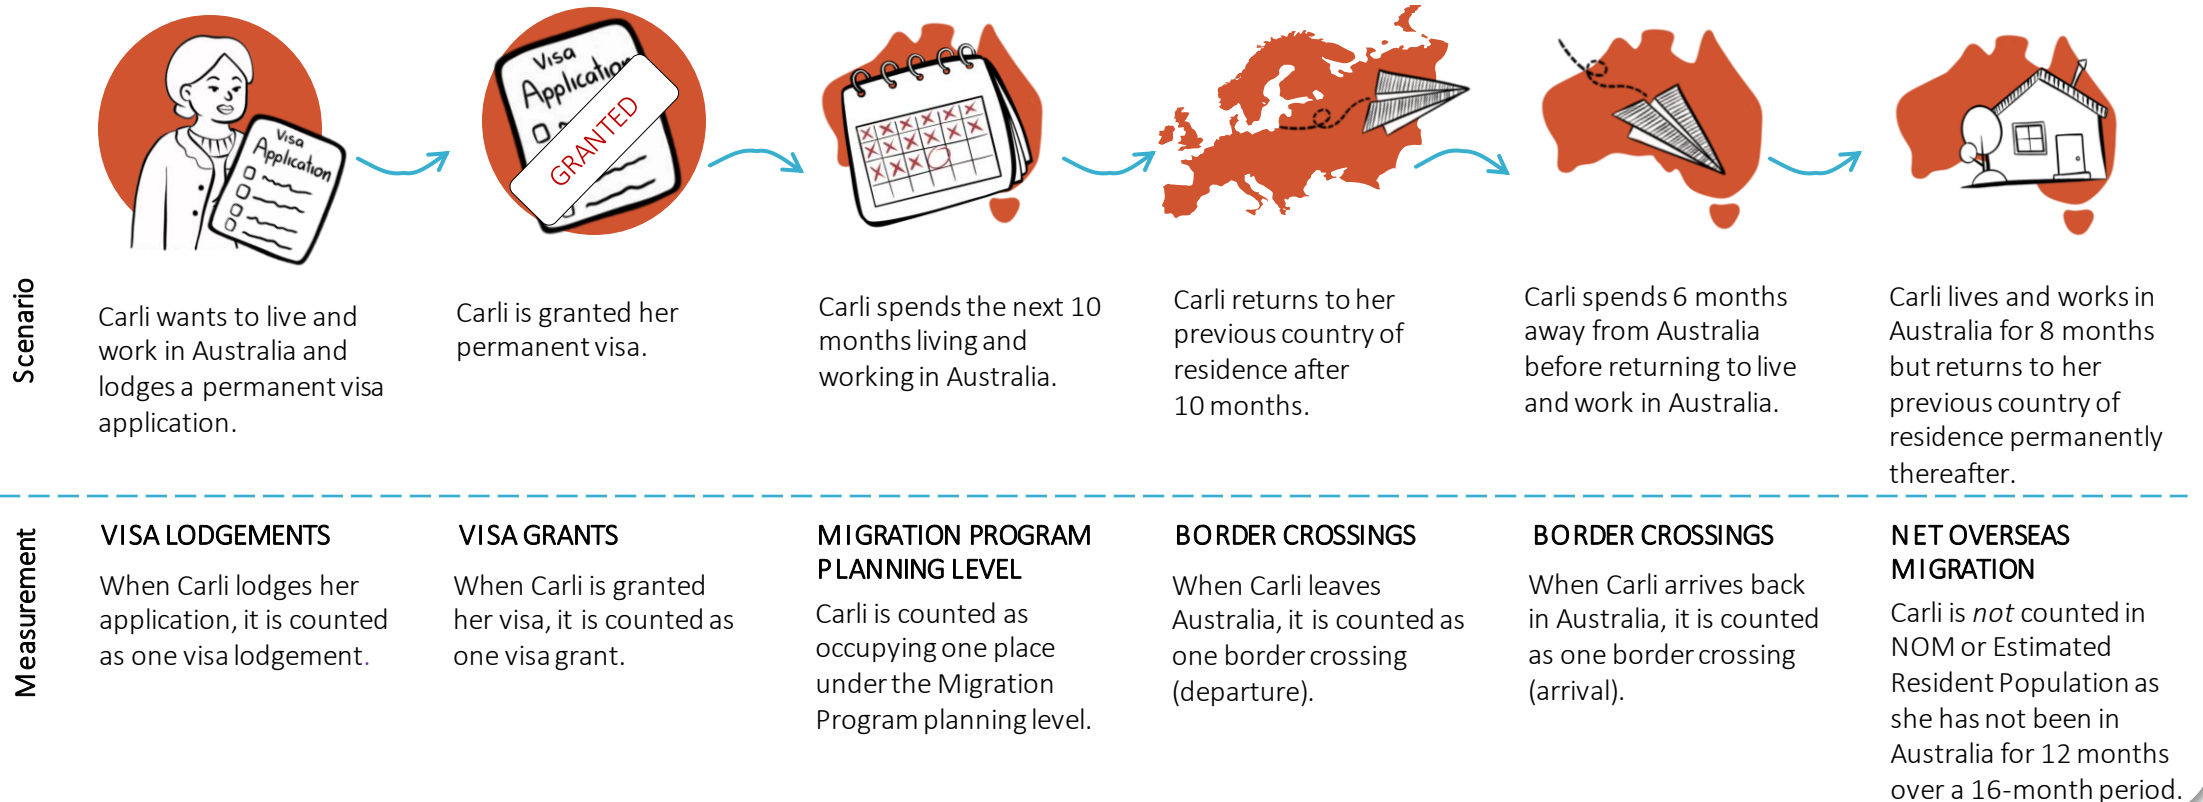 Visa
Application
Visa
Application
GRANTED
Scenario
Carli wants to live and
work in Australia and
lodges a permanent visa
application.
Carli is granted her
permanent visa.
Carli spends the next 10
months living and
working in Australia.
Carli returns to her
previous country of
residence after
10 months.
Carli spends 6 months
away from Australia
before returning to live
and work in Australia.
Carli lives and works in
Australia for 8 months
but returns to her
previous country of
residence permanently
thereafter.
Measurement
VISA LODGEMENTS
When Carli lodges her
application, it is counted
as one visa lodgement.
VISA GRANTS
When Carli is granted
her visa, it is counted as
one visa grant.
MIGRATION PROGRAM
PLANNING LEVEL
Carli is counted as
occupying one place
under the Migration
Program planning level.
BORDER CROSSINGS
When Carli leaves
Australia, it is counted as
one border crossing
(departure).
BORDER CROSSINGS
When Carli arrives back
in Australia, it is counted
as one border crossing
(arrival).
NET OVERSEAS
MIGRATION
Carli is not counted in
NOM or Estimated
Resident Population as
she has not been in
Australia for 12 months
over a 16-month period.